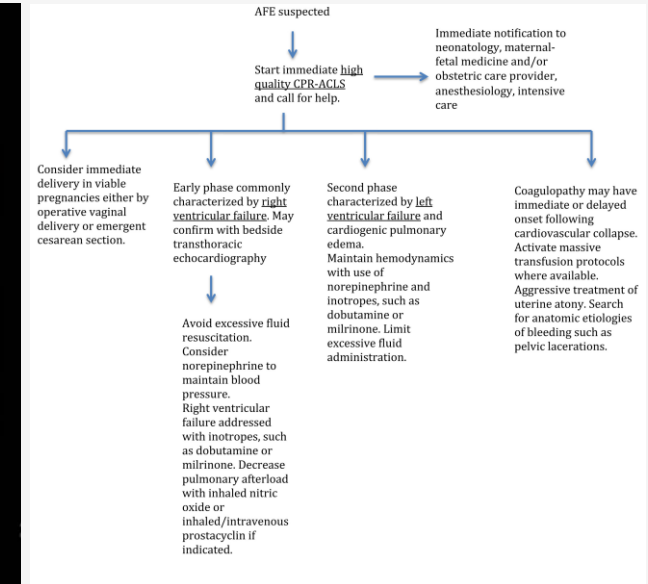 AFE suspected
Immediate notification to
neonatology, maternal-
fetal medicine and/or
obstetric care provider,
anesthesiology, intensive
care
Start immediate high
quality CPR-ACLS
and call for help.
Consider immediate
delivery in viable
pregnancies either by
operative vaginal
delivery or emergent
cesarean section.
Early phase commonly
characterized by right
ventricular failure. May
confirm with bedside
transthoracic
echocardiography
Avoid excessive fluid
resuscitation.
Consider
norepinephrine to
maintain blood
pressure.
Right ventricular
failure addressed
with inotropes, such
as dobutamine or
milrinone. Decrease
pulmonary afterload
with inhaled nitric
oxide or
inhaled/intravenous
prostacyclin if
indicated.
Second phase
characterized by left
ventricular failure and
cardiogenic pulmonary
edema.
Maintain hemodynamics
with use of
norepinephrine and
inotropes, such as
dobutamine or
milrinone. Limit
excessive fluid
administration.
Coagulopathy may have
immediate or delayed
onset following
cardiovascular collapse.
Activate massive
transfusion protocols
where available.
Aggressive treatment of
uterine atony. Search
for anatomic etiologies
of bleeding such as
pelvic lacerations.